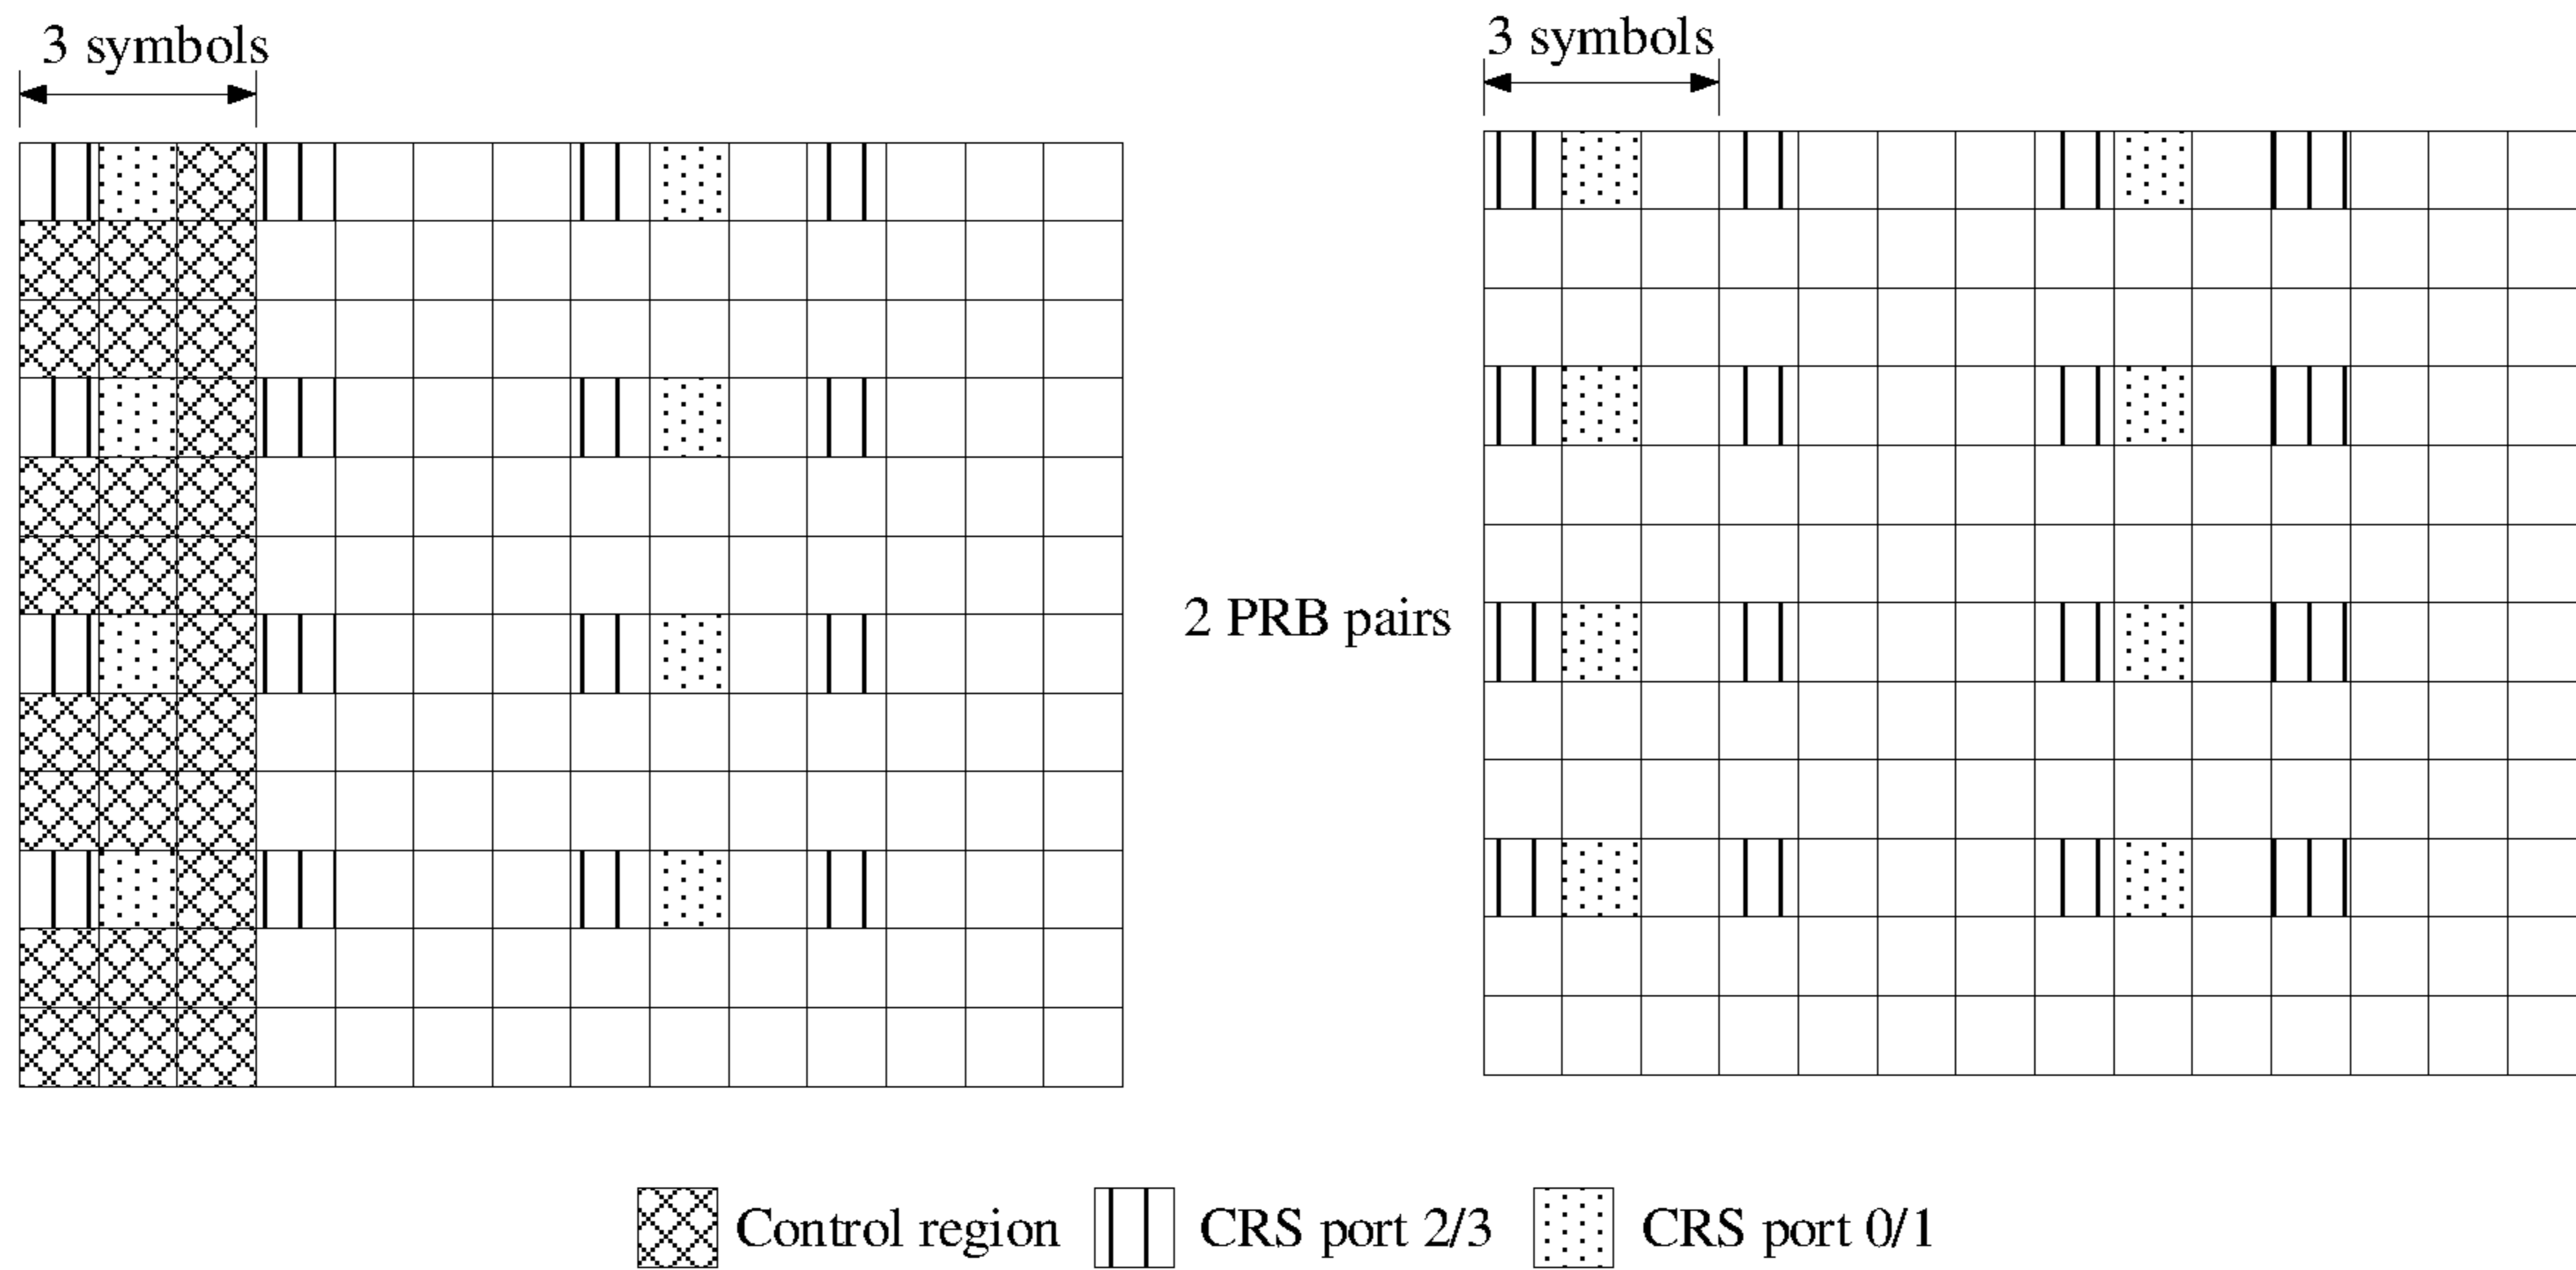 3 symbols
3 symbols
2 PRB pairs
Control region
CRS port 2/3
CRS port 0/1